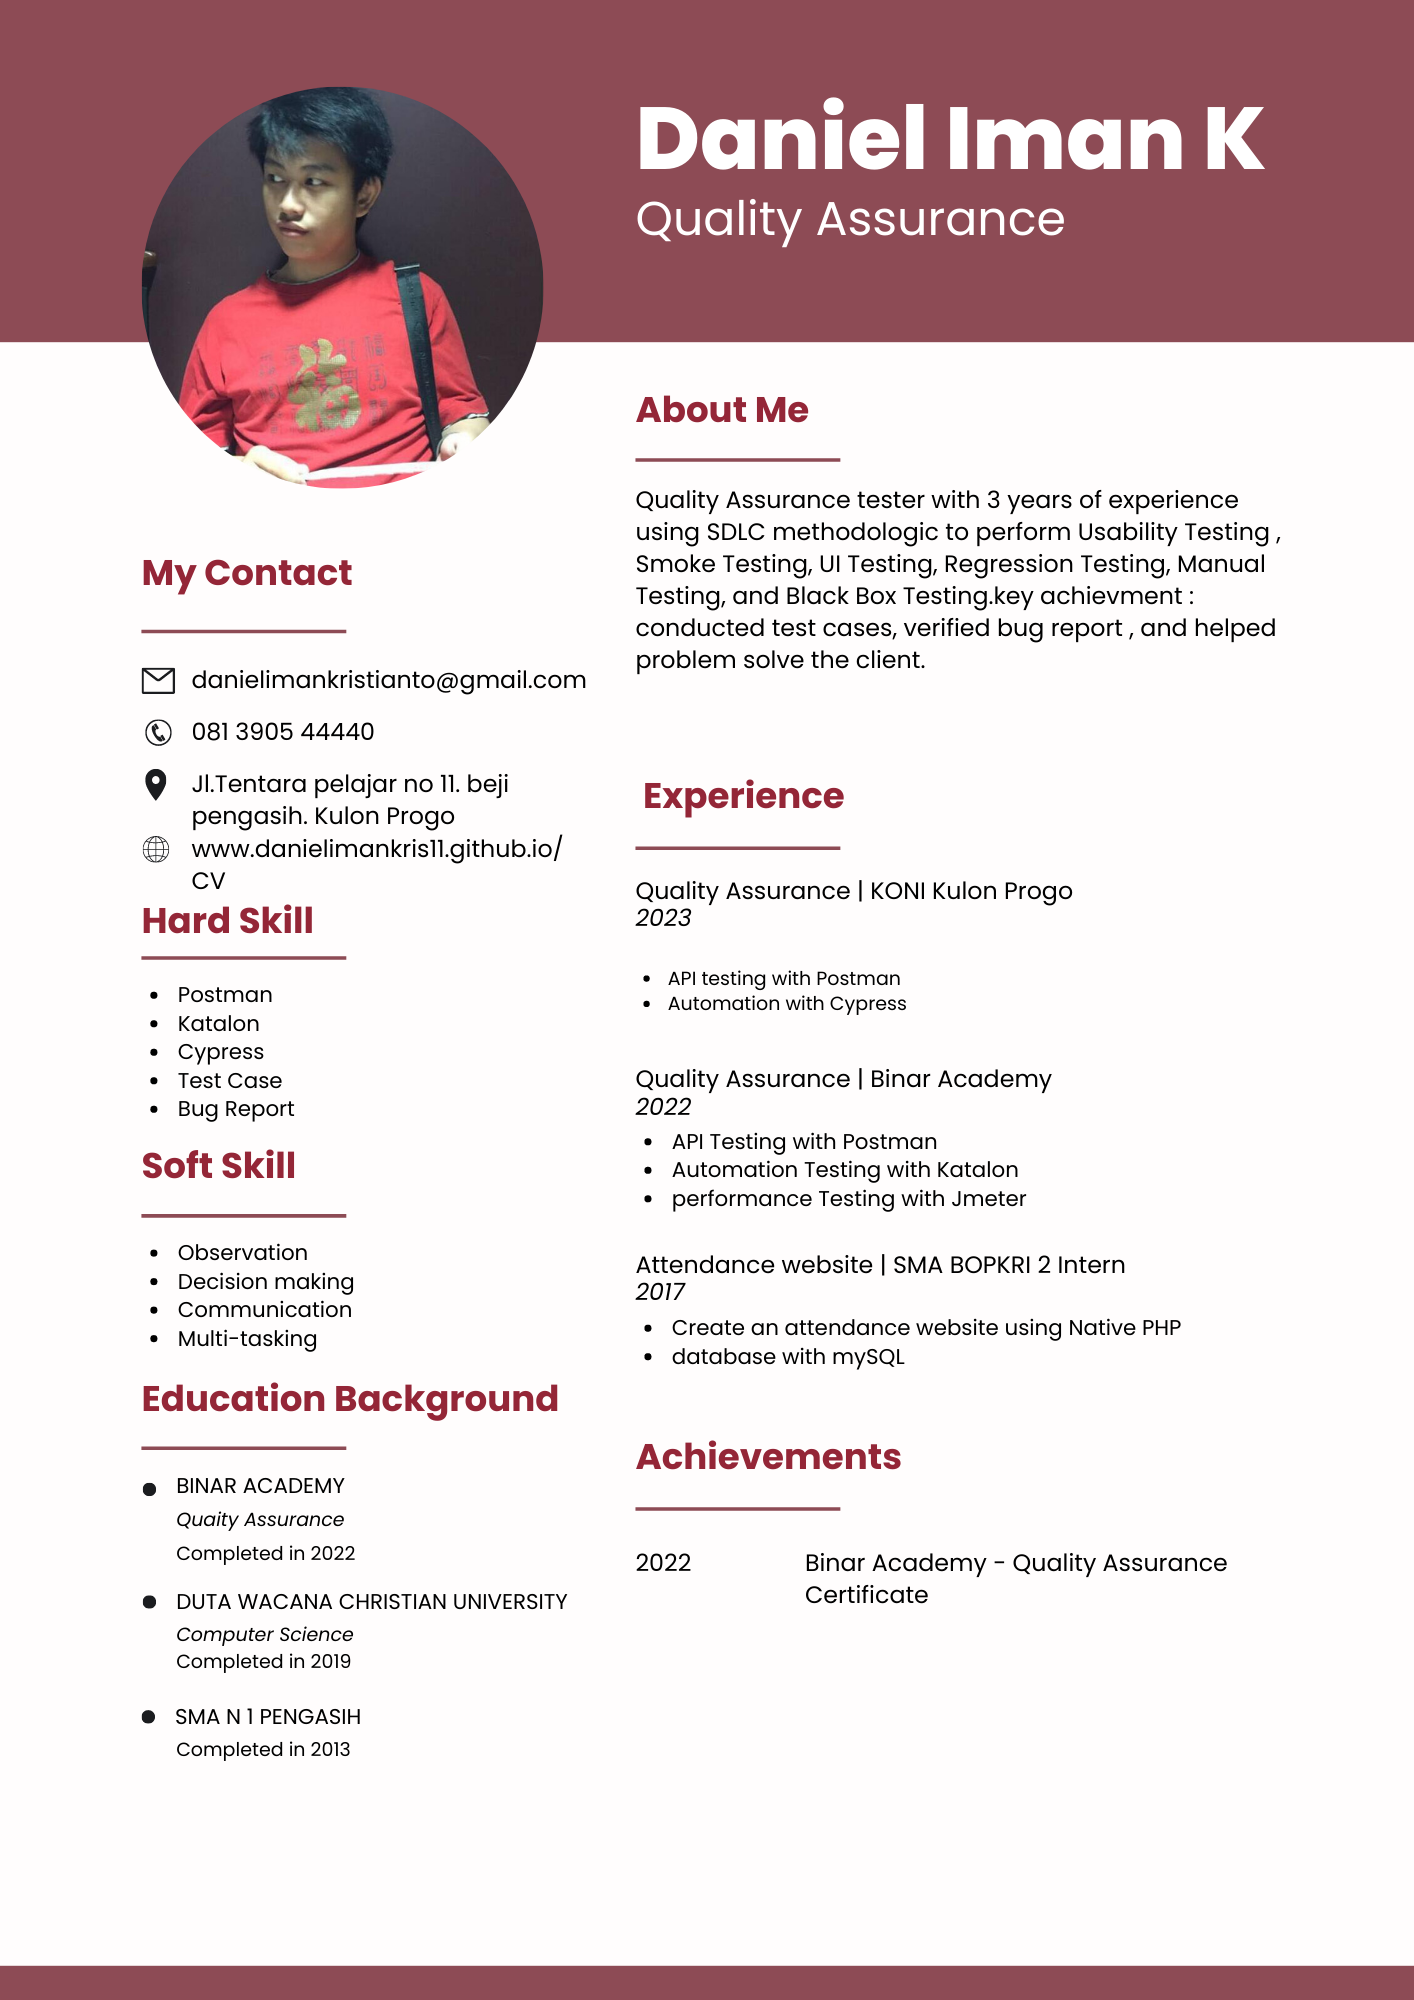 Daniel Iman K
Quality Assurance
My Contact
danielimankristianto@gmail.com
081 3905 44440
Jl.Tentara pelajar no 11. beji
pengasih. Kulon Progo
www.danielimankris11.github.io/
CV
Hard Skill
Postman
Katalon
Cypress
Test Case
Bug Report
Soft Skill
Observation
Decision making
Communication
Multi-tasking
Education Background
BINAR ACADEMY
Quaity Assurance
Completed in 2022
DUTA WACANA CHRISTIAN UNIVERSITY
Computer Science
Completed in 2019
SMA N 1 PENGASIH
Completed in 2013
About Me
Quality Assurance tester with 3 years of experience
using SDLC methodologic to perform Usability Testing ,
Smoke Testing, UI Testing, Regression Testing, Manual
Testing, and Black Box Testing.key achievment :
conducted test cases, verified bug report , and helped
problem solve the client.
Experience
Quality Assurance | KONI Kulon Progo
2023
API testing with Postman
Automation with Cypress
Quality Assurance | Binar Academy
2022
API Testing with Postman
Automation Testing with Katalon
performance Testing with Jmeter
Attendance website | SMA BOPKRI 2 Intern
2017
Create an attendance website using Native PHP
database with mySQL
Achievements
2022
Binar Academy - Quality Assurance
Certificate